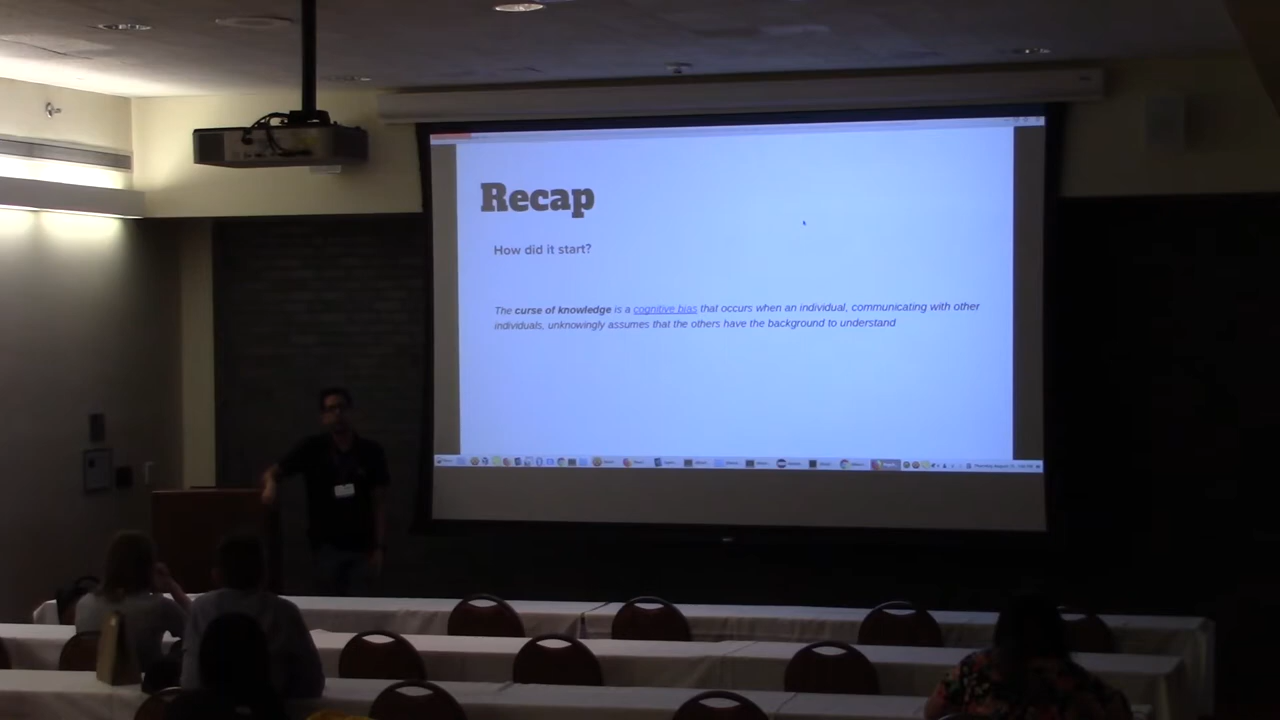 Recap
How did it start?
The curse of knowledge is a cognitive bias that occurs when an individual, communicating with other
individuals, unknowingly assumes that the others have the background to understand